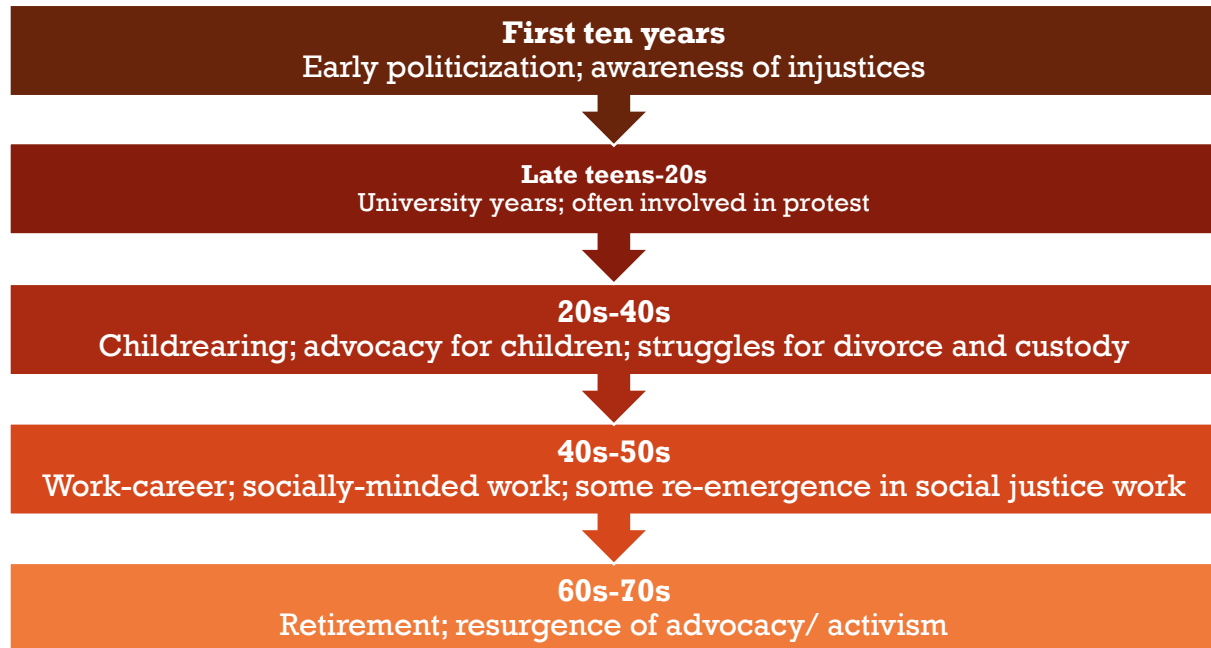 First ten years
Early politicization; awareness of injustices
Late teens-20s
University years; often involved in protest
20s-40s
Childrearing; advocacy for children; struggles for divorce and custody
40s-50s
Work-career; socially-minded work; some re-emergence in social justice work
60s-70s
Retirement; resurgence of advocacy/ activism